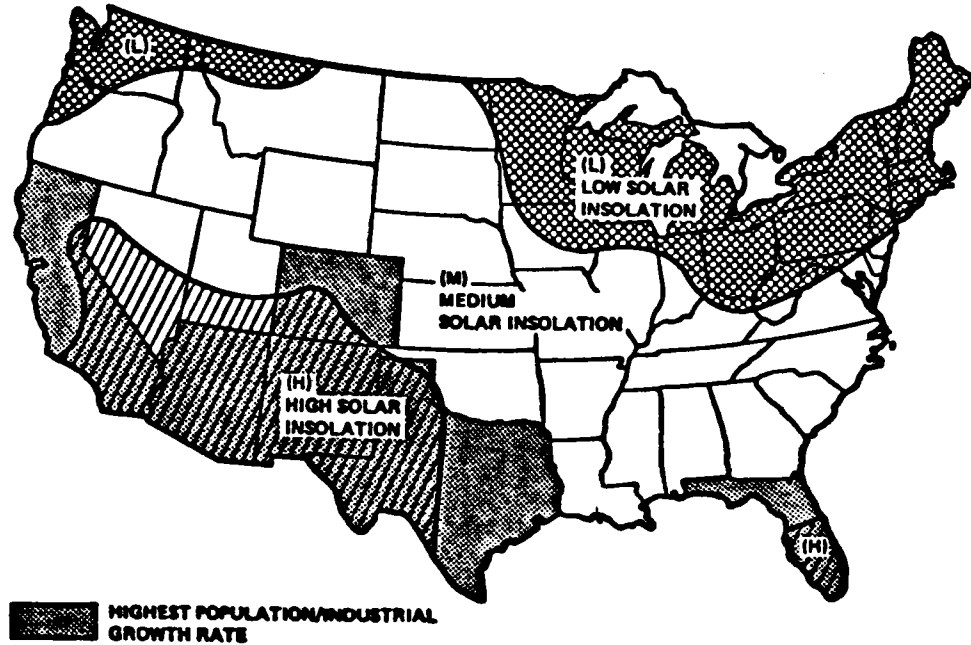 (L)
(L)
LOW SOLAR
INSOLATION
(M)
MEDIUM
SOLAR INSOLATION
(H)
HIGH SOLAR
INSOLATION
(H)
HIGHEST POPULATION/INDUSTRIAL
GROWTH RATE